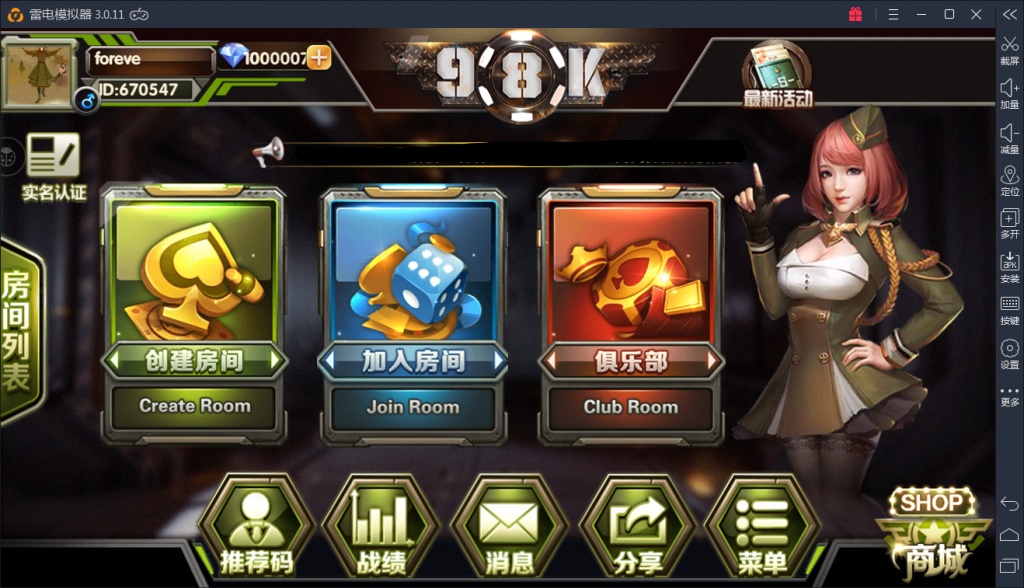 雷电模拟器 3.0.11
foreve
1000007
ID:670547
98K
最新活动
截屏
加量
减量
定位
多开
APK
安装
按键
设置
更多
实名认证
房间列表
创建房间
Create Room
加入房间
Join Room
俱乐部
Club Room
推荐码
战绩
消息
分享
菜单
SHOP
商城